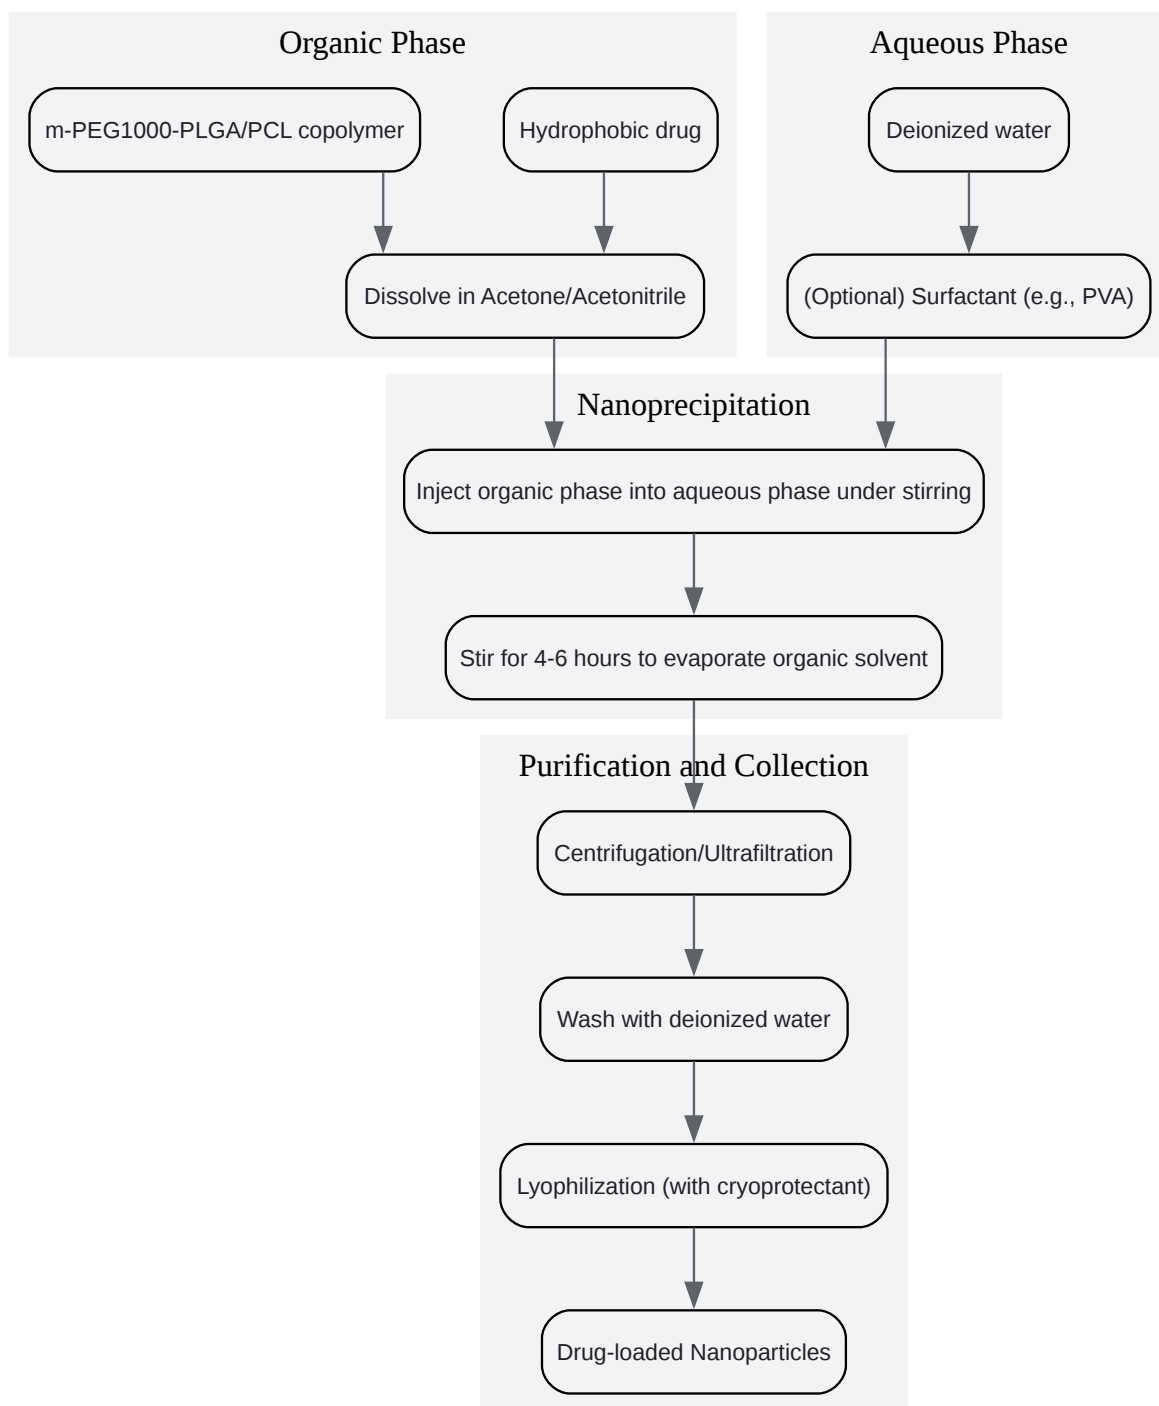 Organic Phase
m-PEG1000-PLGA/PCL copolymer
Hydrophobic drug
Dissolve in Acetone/Acetonitrile
Aqueous Phase
Deionized water
(Optional) Surfactant (e.g., PVA)
Nanoprecipitation
Inject organic phase into aqueous phase under stirring
Stir for 4-6 hours to evaporate organic solvent
Purification and Collection
Centrifugation/Ultrafiltration
Wash with deionized water
Lyophilization (with cryoprotectant)
Drug-loaded Nanoparticles